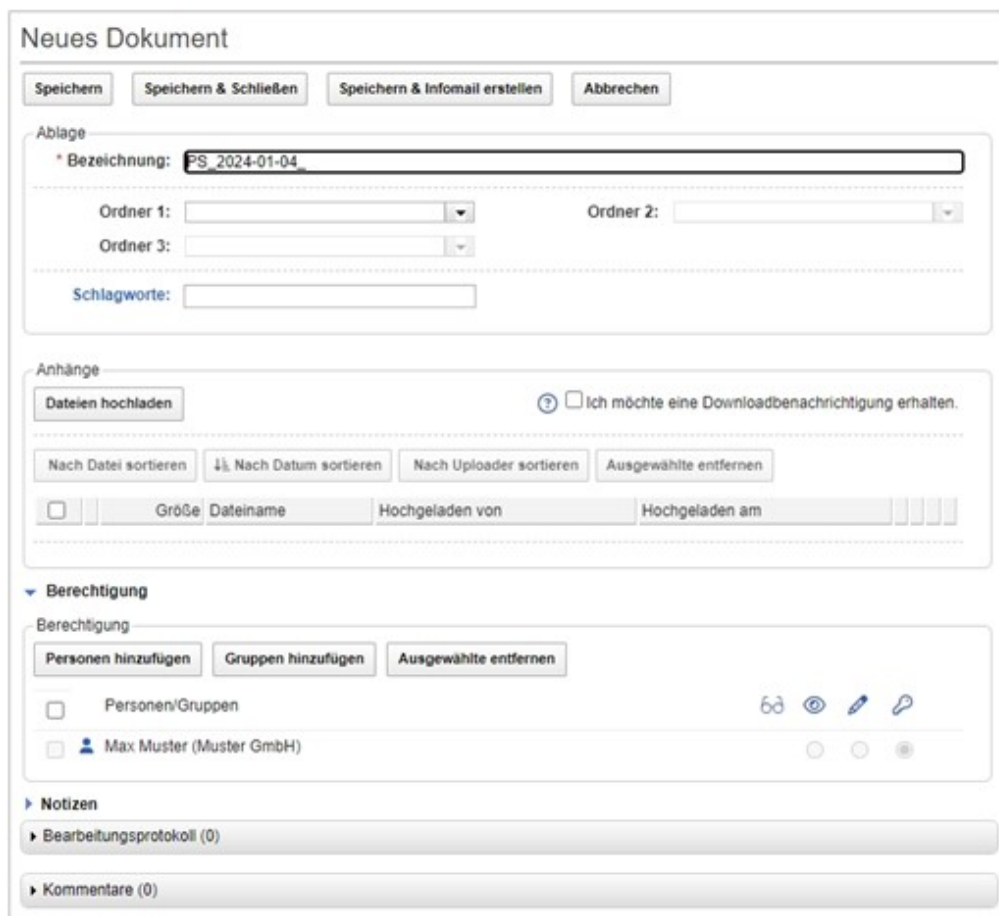 Neues Dokument
Speichern Speichern & Schließen Speichern & Infomail erstellen Abbrechen
Ablage
* Bezeichnung: PS_2024-01-04_
Ordner 1: Ordner 2:
Ordner 3:
Schlagworte:
Anhänge
Dateien hochladen ? Ich möchte eine Downloadbenachrichtigung erhalten.
Nach Datei sortieren Nach Datum sortieren Nach Uploader sortieren Ausgewählte entfernen
Größe Dateiname Hochgeladen von Hochgeladen am
Berechtigung
Berechtigung
Personen hinzufügen Gruppen hinzufügen Ausgewählte entfernen
Personen/Gruppen
Max Muster (Muster GmbH)
Notizen
Bearbeitungsprotokoll (0)
Kommentare (0)